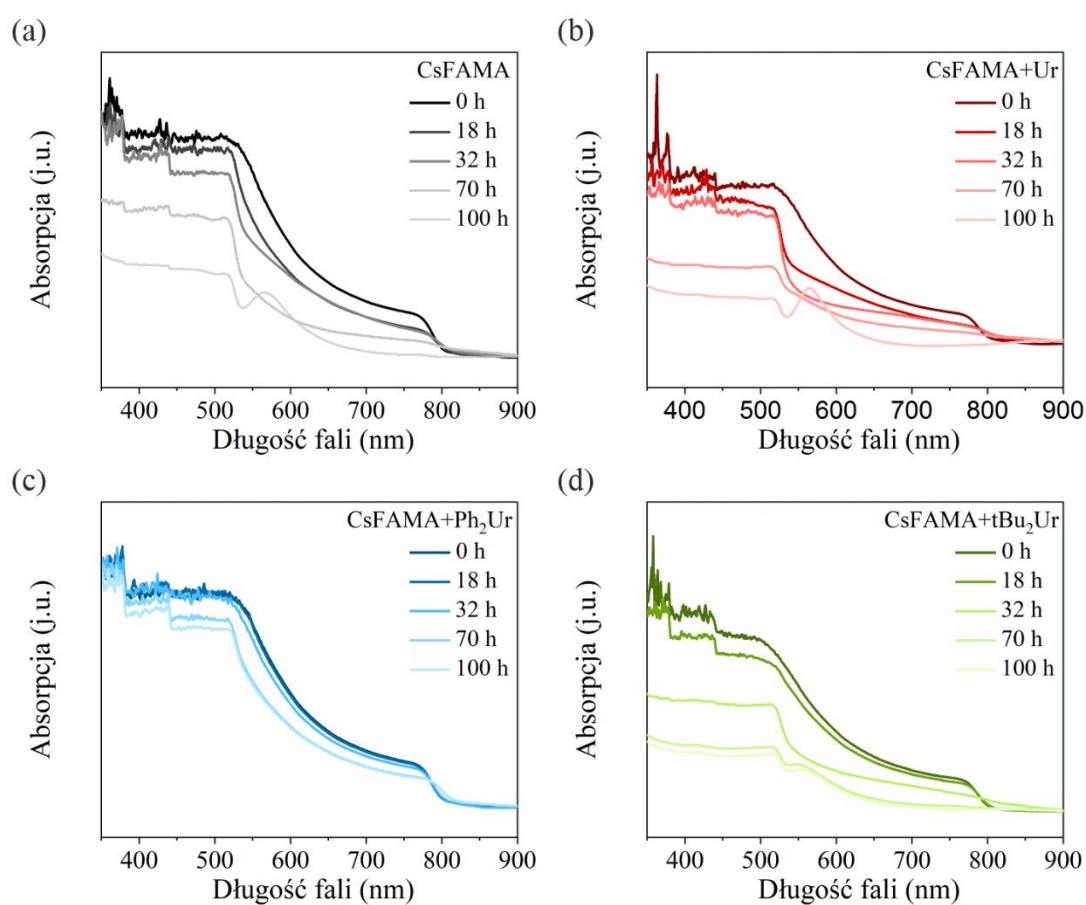 (a)
CsFAMA
0 h
18 h
32 h
70 h
100 h
Absorpcja (j.u.)
400 500 600 700 800 900
Długość fali (nm)
(b)
CsFAMA+Ur
0 h
18 h
32 h
70 h
100 h
Absorpcja (j.u.)
400 500 600 700 800 900
Długość fali (nm)
(c)
CsFAMA+Ph₂Ur
0 h
18 h
32 h
70 h
100 h
Absorpcja (j.u.)
400 500 600 700 800 900
Długość fali (nm)
(d)
CsFAMA+tBu₂Ur
0 h
18 h
32 h
70 h
100 h
Absorpcja (j.u.)
400 500 600 700 800 900
Długość fali (nm)